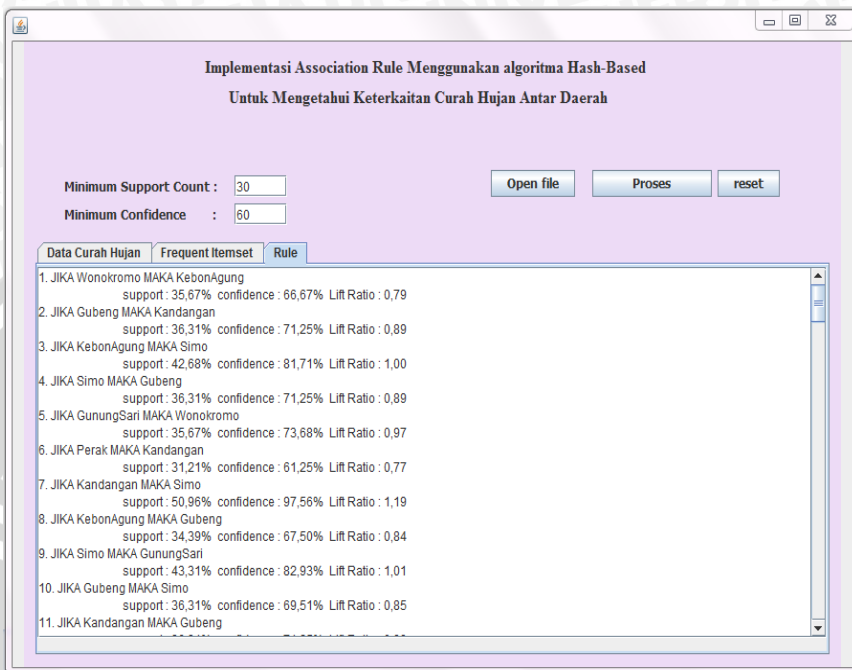 Implementasi Association Rule Menggunakan algoritma Hash-Based
Untuk Mengetahui Keterkaitan Curah Hujan Antar Daerah
Minimum Support Count : 30
Open file Proses reset
Minimum Confidence : 60
Data Curah Hujan Frequent Itemset Rule
1. JIKA Wonokromo MAKA KebonAgung
support : 35,67% confidence : 66,67% Lift Ratio : 0,79
2. JIKA Gubeng MAKA Kandangan
support : 36,31% confidence : 71,25% Lift Ratio : 0,89
3. JIKA KebonAgung MAKA Simo
support : 42,68% confidence : 81,71% Lift Ratio : 1,00
4. JIKA Simo MAKA Gubeng
support : 36,31% confidence : 71,25% Lift Ratio : 0,89
5. JIKA GunungSari MAKA Wonokromo
support : 35,67% confidence : 73,68% Lift Ratio : 0,97
6. JIKA Perak MAKA Kandangan
support : 31,21% confidence : 61,25% Lift Ratio : 0,77
7. JIKA Kandangan MAKA Simo
support : 50,96% confidence : 97,56% Lift Ratio : 1,19
8. JIKA KebonAgung MAKA Gubeng
support : 34,39% confidence : 67,50% Lift Ratio : 0,84
9. JIKA Simo MAKA GunungSari
support : 43,31% confidence : 82,93% Lift Ratio : 1,01
10. JIKA Gubeng MAKA Simo
support : 36,31% confidence : 69,51% Lift Ratio : 0,85
11. JIKA Kandangan MAKA Gubeng